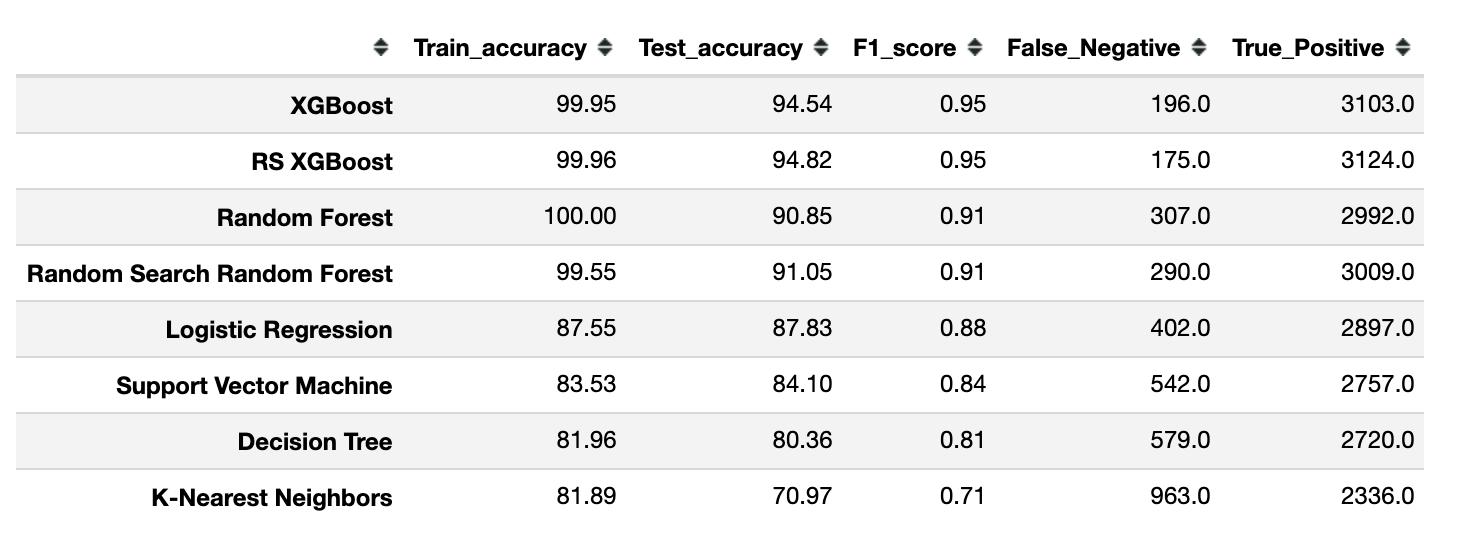 Train_accuracy Test_accuracy F1_score False_Negative True_Positive
XGBoost 99.95 94.54 0.95 196.0 3103.0
RS XGBoost 99.96 94.82 0.95 175.0 3124.0
Random Forest 100.00 90.85 0.91 307.0 2992.0
Random Search Random Forest 99.55 91.05 0.91 290.0 3009.0
Logistic Regression 87.55 87.83 0.88 402.0 2897.0
Support Vector Machine 83.53 84.10 0.84 542.0 2757.0
Decision Tree 81.96 80.36 0.81 579.0 2720.0
K-Nearest Neighbors 81.89 70.97 0.71 963.0 2336.0